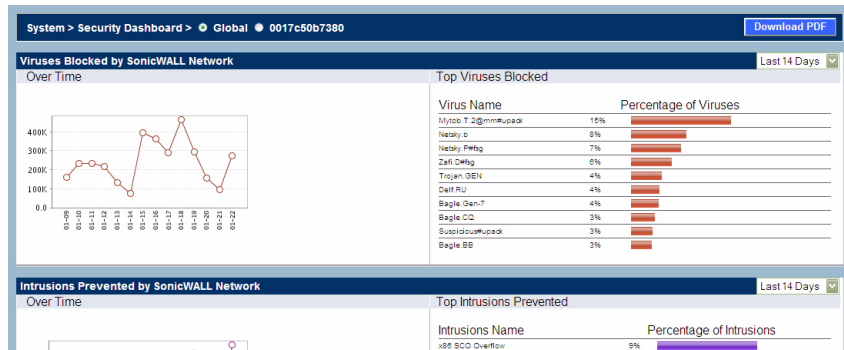 System > Security Dashboard > Global 0017c50b7380 Download PDF
Viruses Blocked by SonicWALL Network Last 14 Days
Over Time
Top Viruses Blocked
400K
300K
200K
100K
0.0
01-09 01-10 01-11 01-12 01-13 01-14 01-15 01-16 01-17 01-18 01-19 01-20 01-21 01-22
Virus Name Percentage of Viruses
Mytob.T.2@mm#upack 15%
Netsky.b 8%
Netsky.P#fsg 7%
Zafi.D#fsg 6%
Trojan.GEN 4%
Delf.RU 4%
Bagle.Gen-7 4%
Bagle.CQ 3%
Suspicious#upack 3%
Bagle.BB 3%
Intrusions Prevented by SonicWALL Network Last 14 Days
Over Time
Top Intrusions Prevented
Intrusions Name Percentage of Intrusions
x86 SCO Overflow 9%